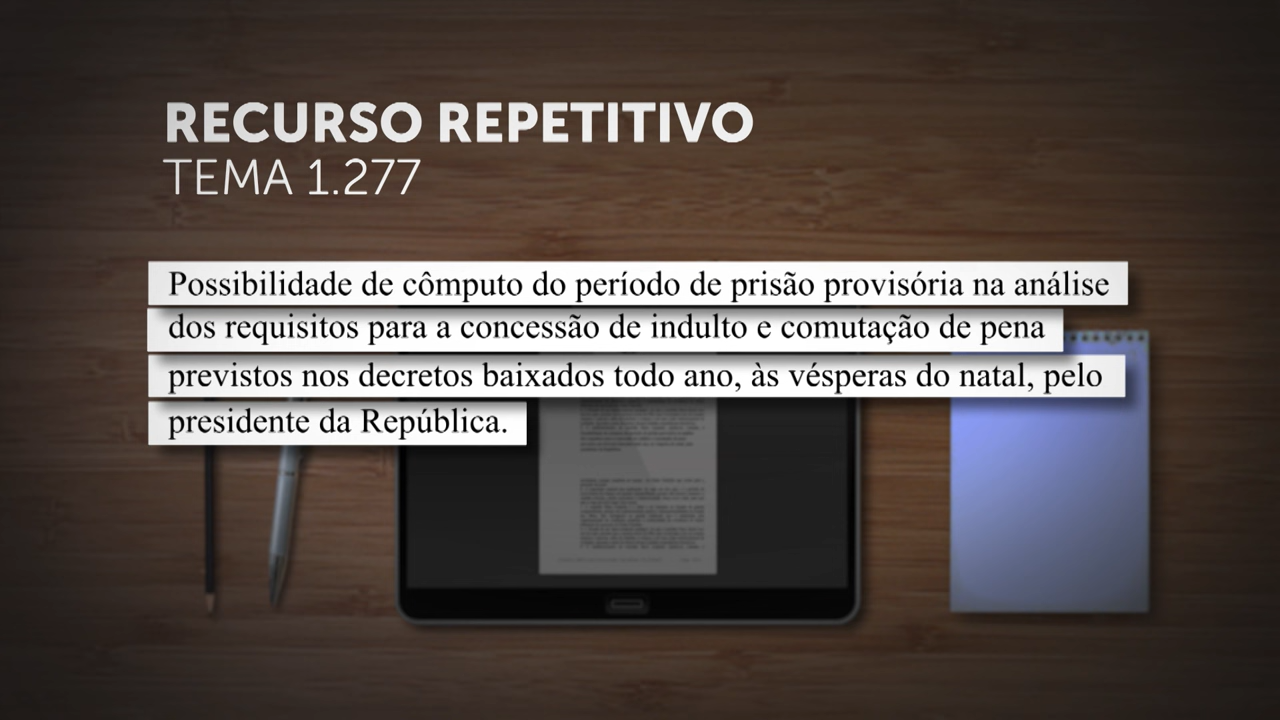 RECURSO REPETITIVO
TEMA 1.277
Possibilidade de cômputo do período de prisão provisória na análise
dos requisitos para a concessão de indulto e comutação de pena
previstos nos decretos baixados todo ano, às vésperas do natal, pelo
presidente da República.